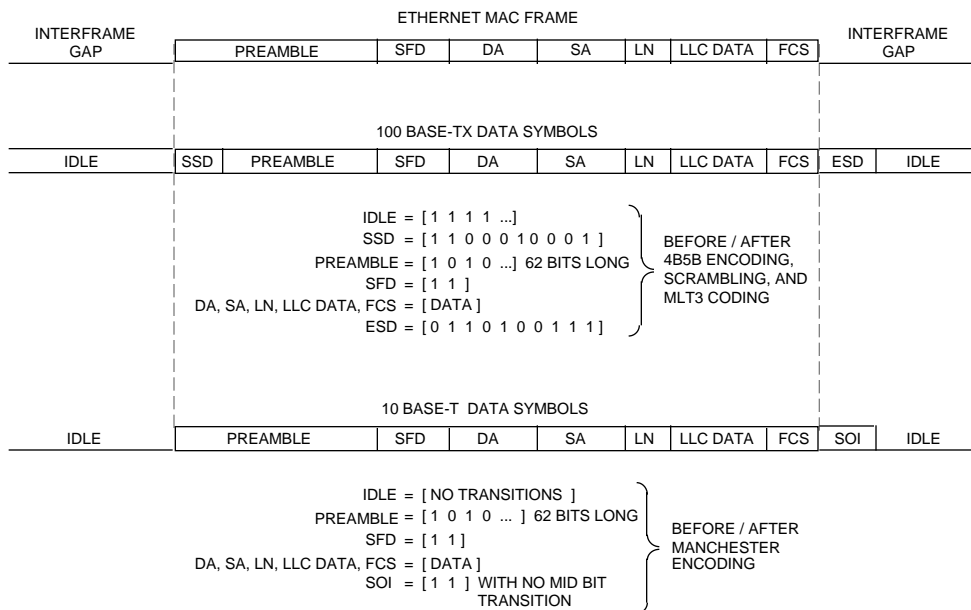 ETHERNET MAC FRAME
INTERFRAME
GAP
PREAMBLE SFD DA SA LN LLC DATA FCS
INTERFRAME
GAP
100 BASE-TX DATA SYMBOLS
IDLE SSD PREAMBLE SFD DA SA LN LLC DATA FCS ESD IDLE
IDLE = [ 1 1 1 1 ...]
SSD = [ 1 1 0 0 0 1 0 0 0 1 ]
PREAMBLE = [ 1 0 1 0 ...] 62 BITS LONG
SFD = [ 1 1 ]
DA, SA, LN, LLC DATA, FCS = [ DATA ]
ESD = [ 0 1 1 0 1 0 0 1 1 1 ]
BEFORE / AFTER
4B5B ENCODING,
SCRAMBLING, AND
MLT3 CODING
10 BASE-T DATA SYMBOLS
IDLE PREAMBLE SFD DA SA LN LLC DATA FCS SOI IDLE
IDLE = [ NO TRANSITIONS ]
PREAMBLE = [ 1 0 1 0 ... ] 62 BITS LONG
SFD = [ 1 1 ]
DA, SA, LN, LLC DATA, FCS = [ DATA ]
SOI = [ 1 1 ] WITH NO MID BIT
TRANSITION
BEFORE / AFTER
MANCHESTER
ENCODING